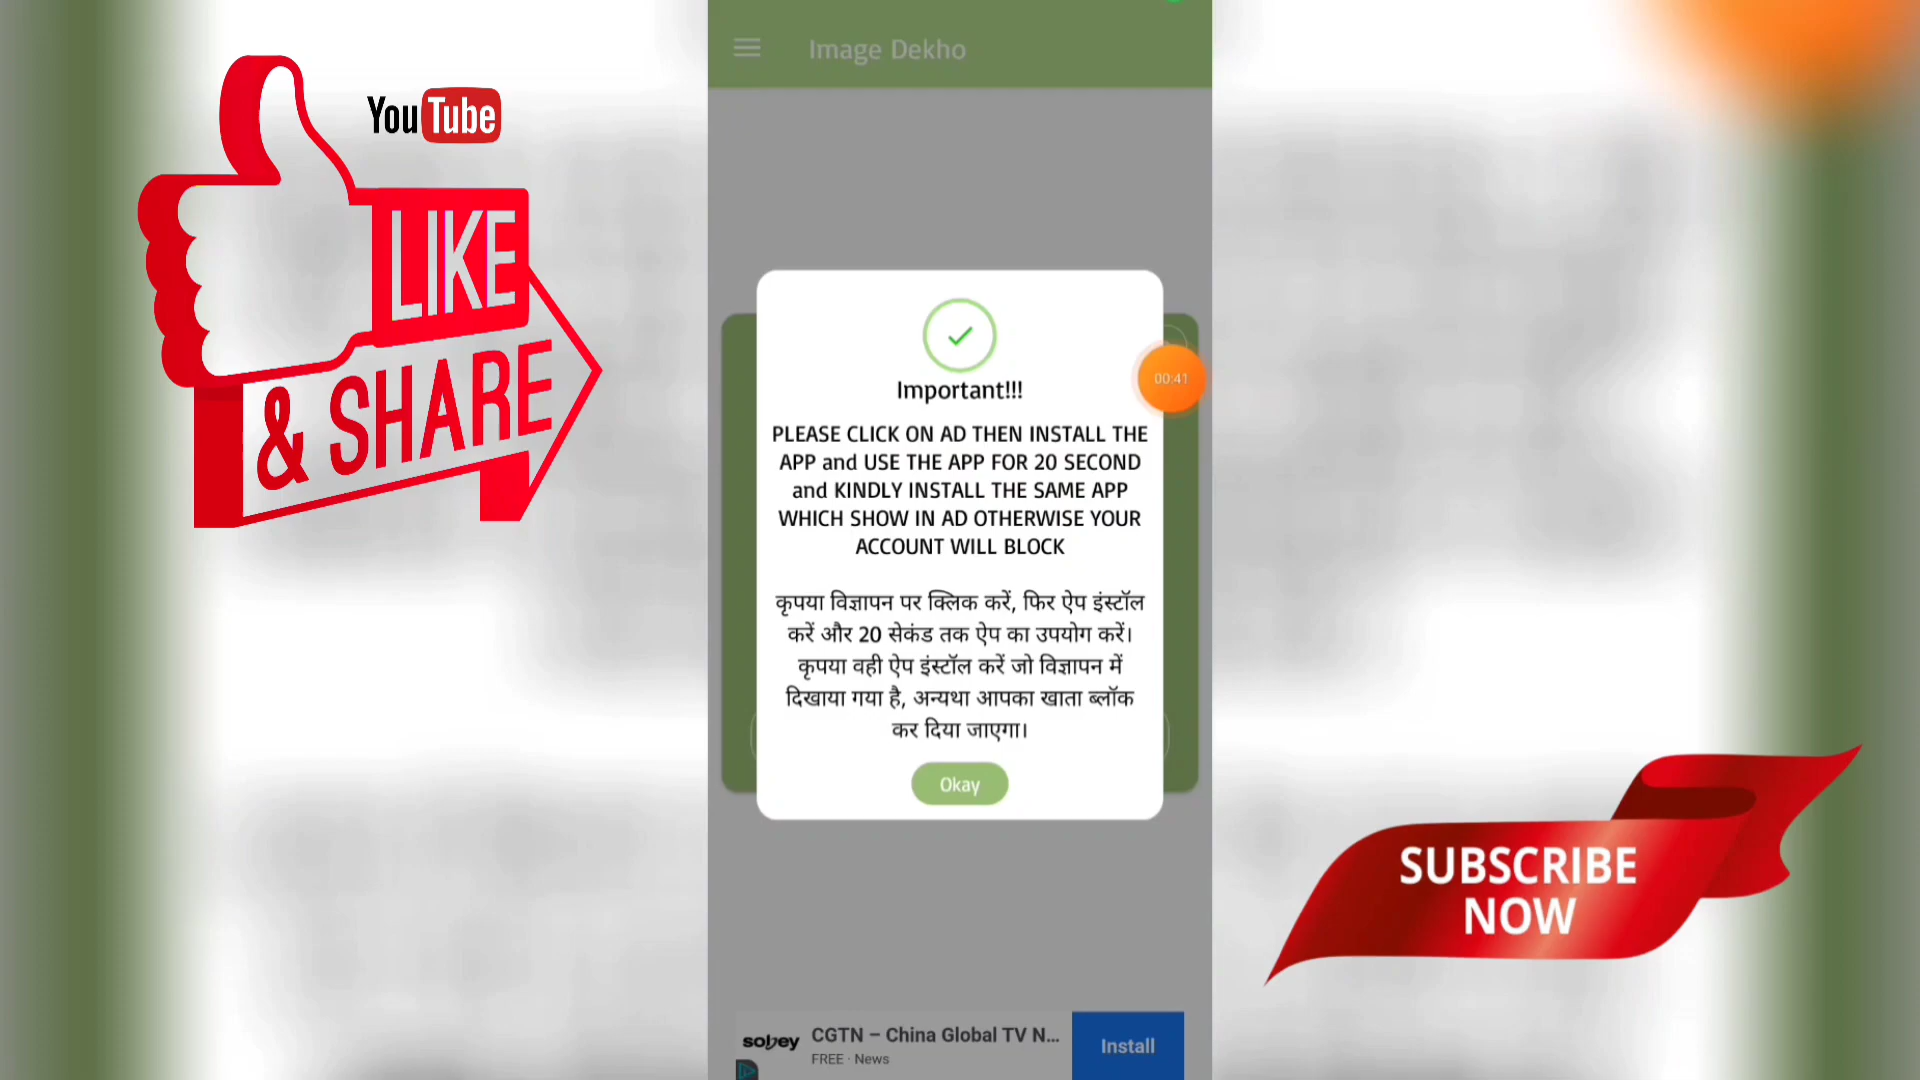 YouTube
LIKE
& SHARE
Image Dekho
Important!!!
00:41
PLEASE CLICK ON AD THEN INSTALL THE
APP and USE THE APP FOR 20 SECOND
and KINDLY INSTALL THE SAME APP
WHICH SHOW IN AD OTHERWISE YOUR
ACCOUNT WILL BLOCK
कृपया विज्ञापन पर क्लिक करें, फिर ऐप इंस्टॉल
करें और 20 सेकंड तक ऐप का उपयोग करें।
कृपया वही ऐप इंस्टॉल करें जो विज्ञापन में
दिखाया गया है, अन्यथा आपका खाता ब्लॉक
कर दिया जाएगा।
Okay
SUBSCRIBE
NOW
CGTN – China Global TV N...
FREE · News
Install